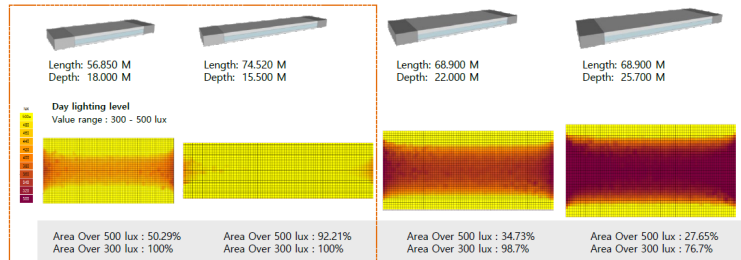 Length: 56.850 M
Depth: 18.000 M
Length: 74.520 M
Depth: 15.500 M
Length: 68.900 M
Depth: 22.000 M
Length: 68.900 M
Depth: 25.700 M
Day lighting level
Value range : 300 - 500 lux
Area Over 500 lux : 50.29%
Area Over 300 lux : 100%
Area Over 500 lux : 92.21%
Area Over 300 lux : 100%
Area Over 500 lux : 34.73%
Area Over 300 lux : 98.7%
Area Over 500 lux : 27.65%
Area Over 300 lux : 76.7%